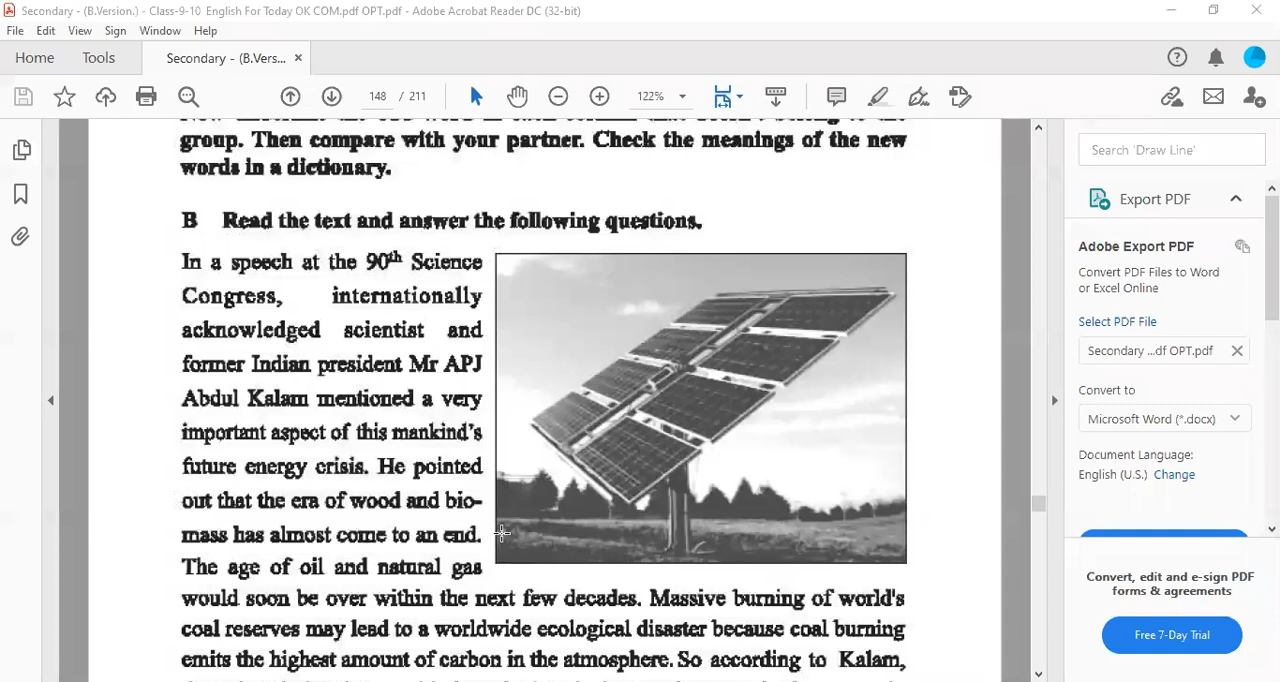 Secondary - (B.Version.) - Class-9-10 English For Today OK COM.pdf OPT.pdf - Adobe Acrobat Reader DC (32-bit)
File Edit View Sign Window Help
Home Tools Secondary - (B.Vers... ×
148 / 211 122%
group. Then compare with your partner. Check the meanings of the new
words in a dictionary.
B Read the text and answer the following questions.
In a speech at the 90th Science
Congress, internationally
acknowledged scientist and
former Indian president Mr APJ
Abdul Kalam mentioned a very
important aspect of this mankind's
future energy crisis. He pointed
out that the era of wood and bio-
mass has almost come to an end.
The age of oil and natural gas
would soon be over within the next few decades. Massive burning of world's
coal reserves may lead to a worldwide ecological disaster because coal burning
emits the highest amount of carbon in the atmosphere. So according to Kalam,
Search 'Draw Line'
Export PDF
Adobe Export PDF
Convert PDF Files to Word
or Excel Online
Select PDF File
Secondary ...df OPT.pdf
Convert to
Microsoft Word (*.docx)
Document Language:
English (U.S.) Change
Convert, edit and e-sign PDF
forms & agreements
Free 7-Day Trial